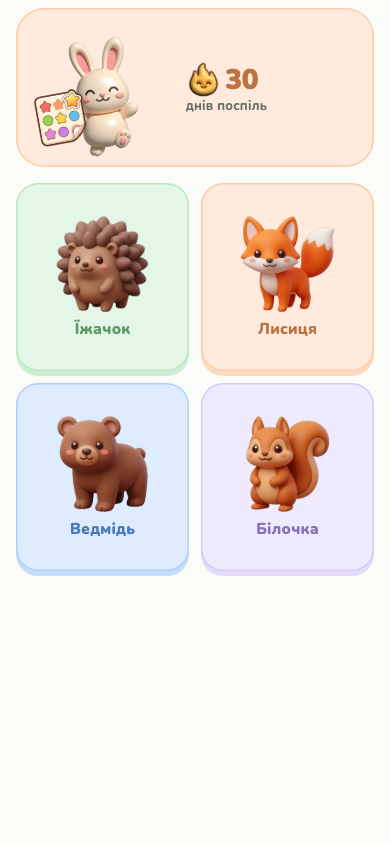 30
днів поспіль
Їжачок
Лисиця
Ведмідь
Білочка